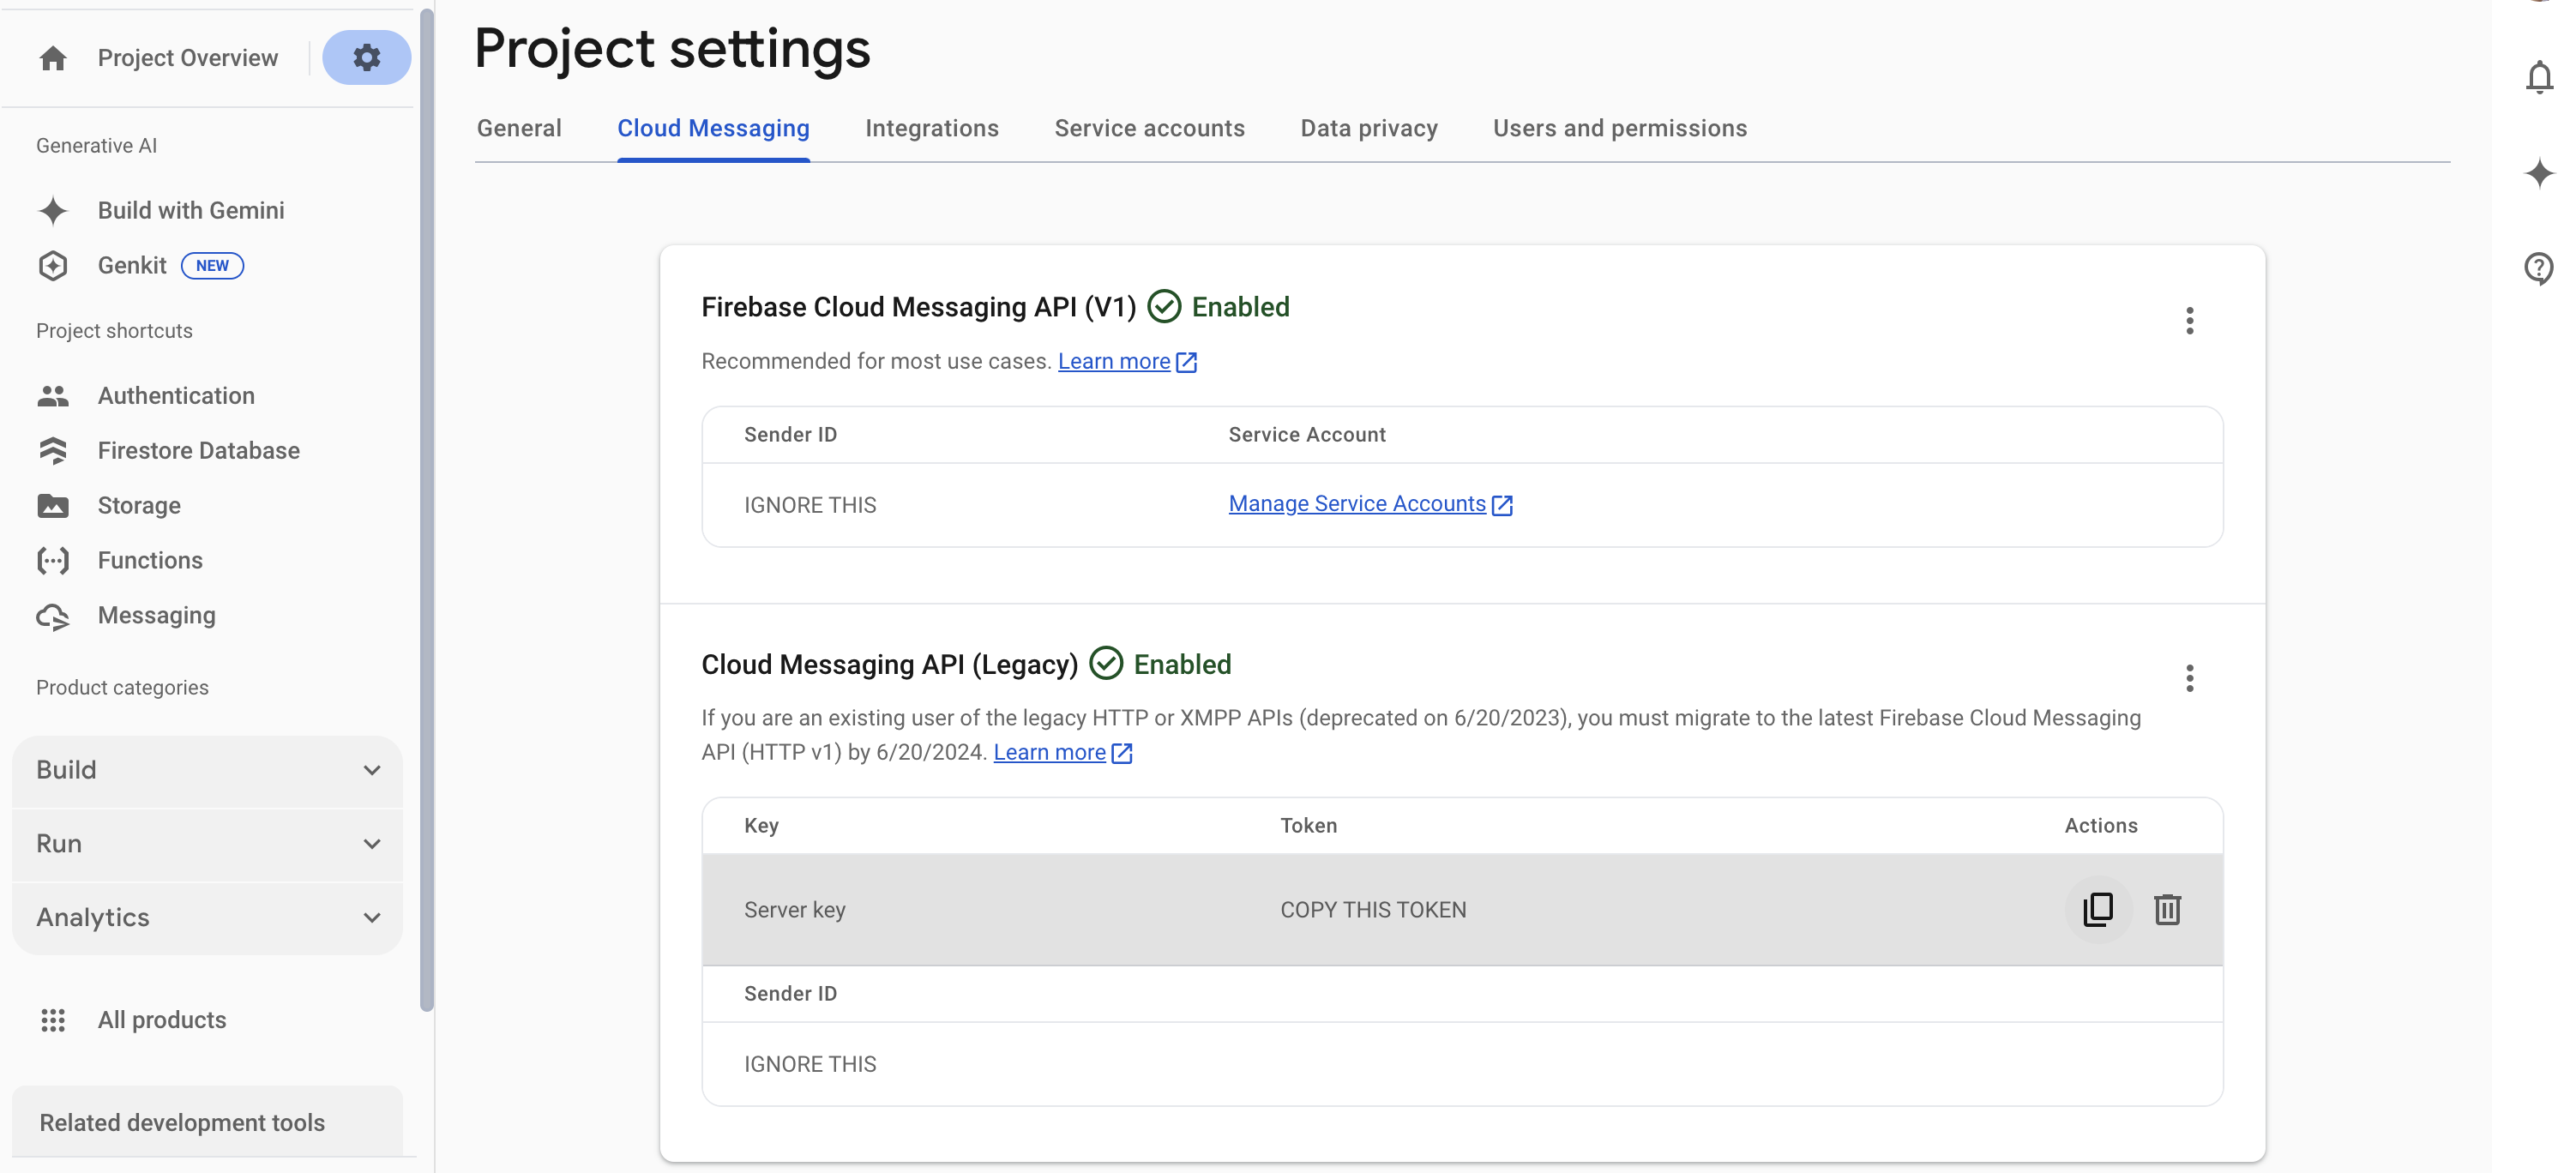 Project Overview
Generative AI
Build with Gemini
Genkit NEW
Project shortcuts
Authentication
Firestore Database
Storage
Functions
Messaging
Product categories
Build
Run
Analytics
All products
Related development tools
Project settings
General Cloud Messaging Integrations Service accounts Data privacy Users and permissions
Firebase Cloud Messaging API (V1) Enabled
Recommended for most use cases. Learn more
Sender ID Service Account
IGNORE THIS Manage Service Accounts
Cloud Messaging API (Legacy) Enabled
If you are an existing user of the legacy HTTP or XMPP APIs (deprecated on 6/20/2023), you must migrate to the latest Firebase Cloud Messaging
API (HTTP v1) by 6/20/2024. Learn more
Key Token Actions
Server key COPY THIS TOKEN
Sender ID
IGNORE THIS